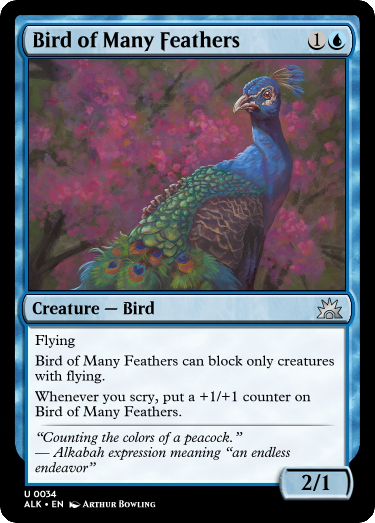 Bird of Many Feathers 1
Creature — Bird
Flying
Bird of Many Feathers can block only creatures
with flying.
Whenever you scry, put a +1/+1 counter on
Bird of Many Feathers.
“Counting the colors of a peacock.”
— Alkabah expression meaning “an endless
endeavor”
2/1
U 0034
ALK • EN Arthur Bowling